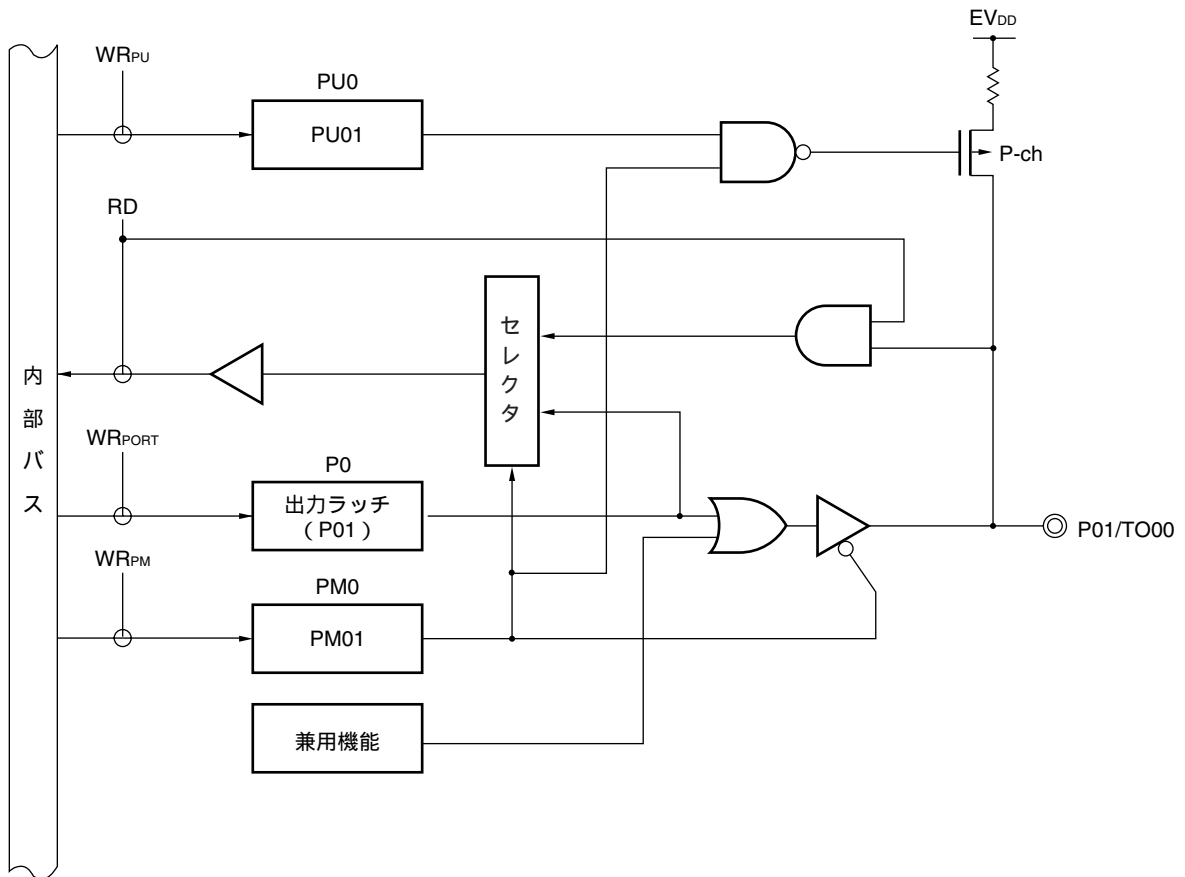 EVDD
WRPU
PU0
PU01
P-ch
RD
セレクタ
内部バス
WRPORT
P0
出力ラッチ
（P01）
P01/TO00
WRPM
PM0
PM01
兼用機能